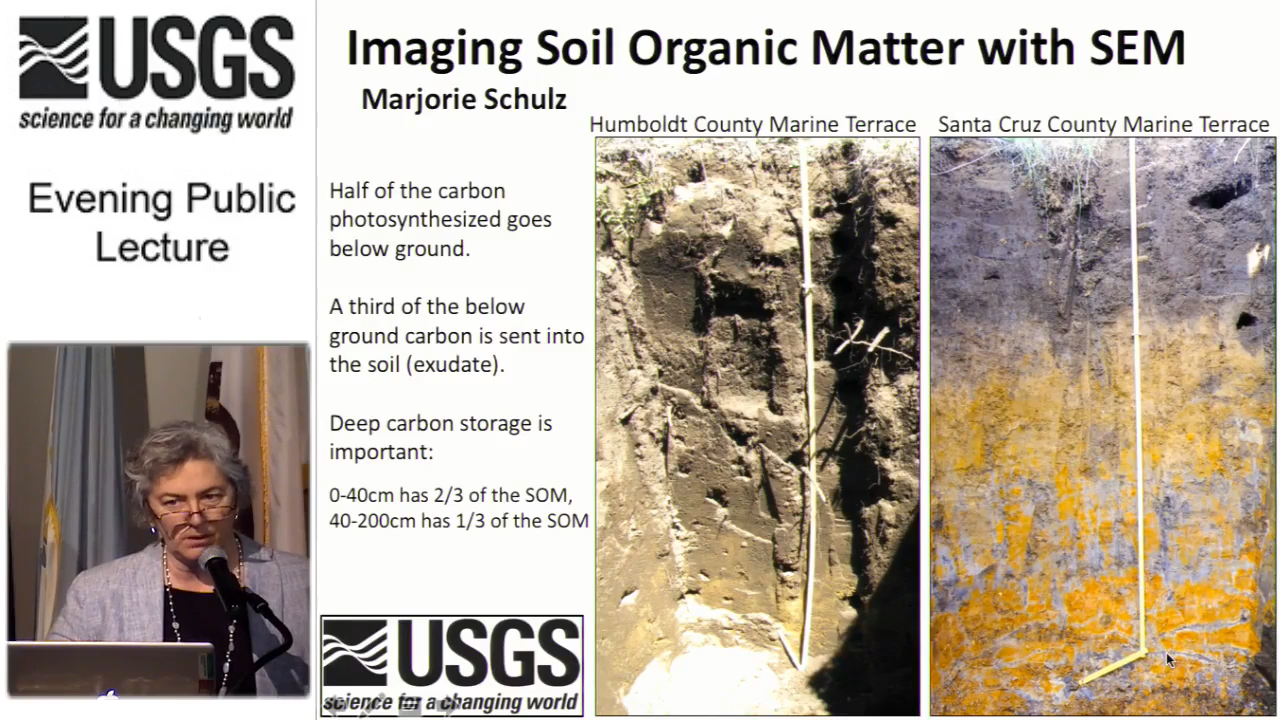 USGS
science for a changing world
Evening Public
Lecture
Imaging Soil Organic Matter with SEM
Marjorie Schulz
Humboldt County Marine Terrace
Santa Cruz County Marine Terrace
Half of the carbon
photosynthesized goes
below ground.
A third of the below
ground carbon is sent into
the soil (exudate).
Deep carbon storage is
important:
0-40cm has 2/3 of the SOM,
40-200cm has 1/3 of the SOM
USGS
science for a changing world